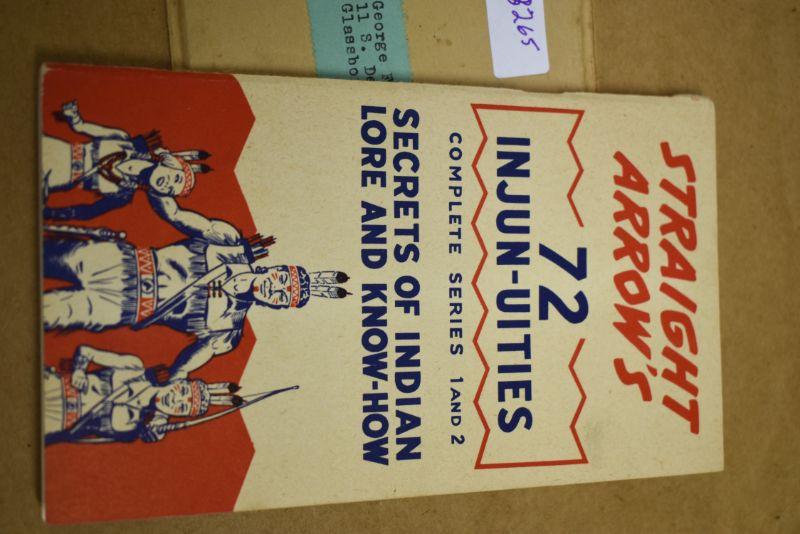 STRAIGHT
ARROW'S
72
INJUN-UITIES
COMPLETE SERIES 1 AND 2
SECRETS OF INDIAN
LORE AND KNOW-HOW
George
11 S.
8265